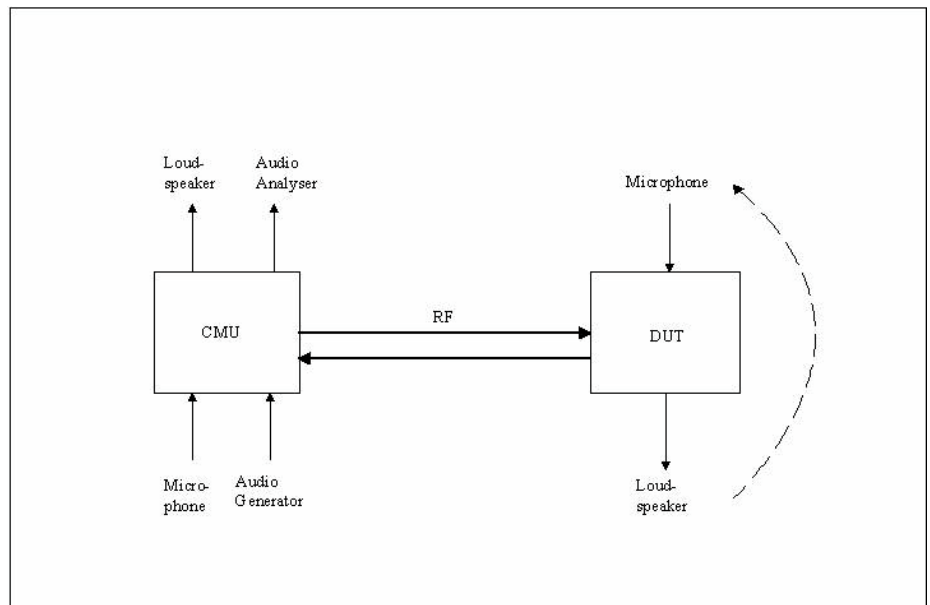 Loud-
speaker
Audio
Analyser
Microphone
CMU
RF
DUT
Micro-
phone
Audio
Generator
Loud-
speaker